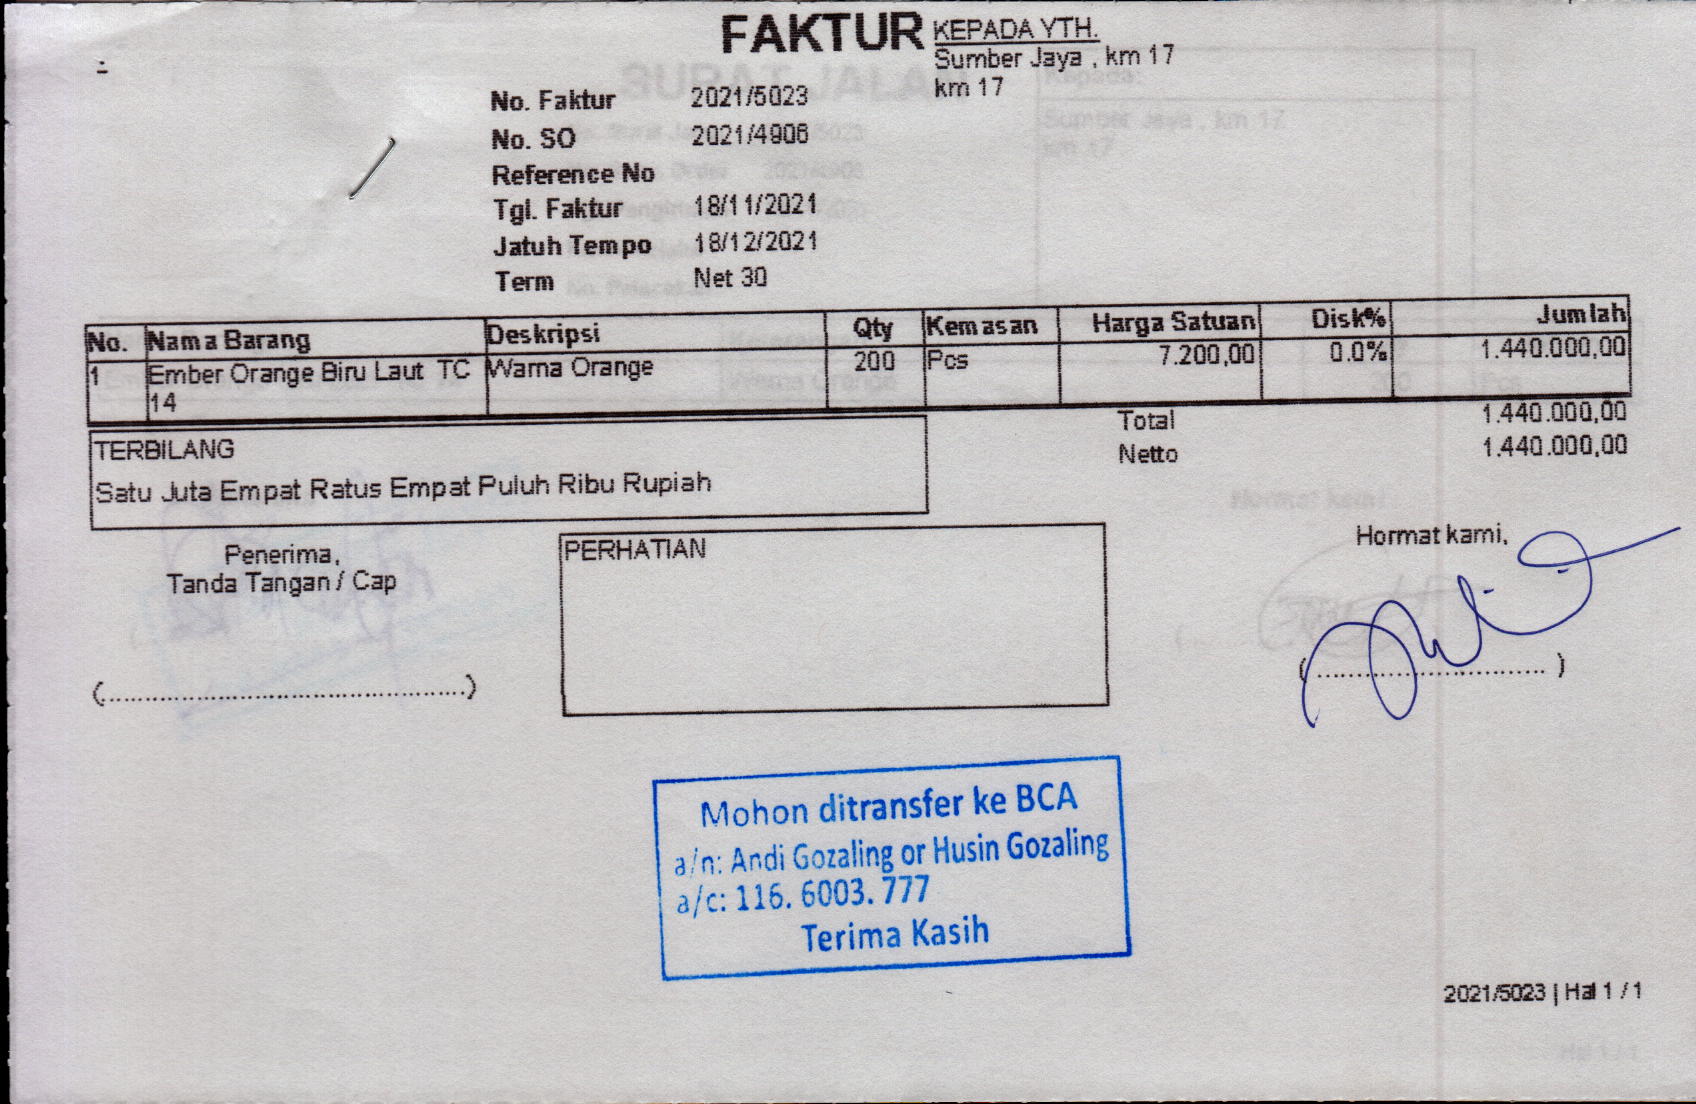 FAKTUR
KEPADA YTH.
Sumber Jaya , km 17
km 17
No. Faktur 2021/5023
No. SO 2021/4906
Reference No
Tgl. Faktur 18/11/2021
Jatuh Tempo 18/12/2021
Term Net 30
No. Nama Barang Deskripsi Qty Kemasan Harga Satuan Disk% Jumlah
1 Ember Orange Biru Laut TC Warna Orange 200 Pcs 7.200,00 0.0% 1.440.000,00
14
Total 1.440.000,00
Netto 1.440.000,00
TERBILANG
Satu Juta Empat Ratus Empat Puluh Ribu Rupiah
Penerima,
Tanda Tangan / Cap
(..............................................)
PERHATIAN
Hormat kami,
( .............................. )
Mohon ditransfer ke BCA
a/n: Andi Gozaling or Husin Gozaling
a/c: 116. 6003. 777
Terima Kasih
2021/5023 | Hal 1 / 1